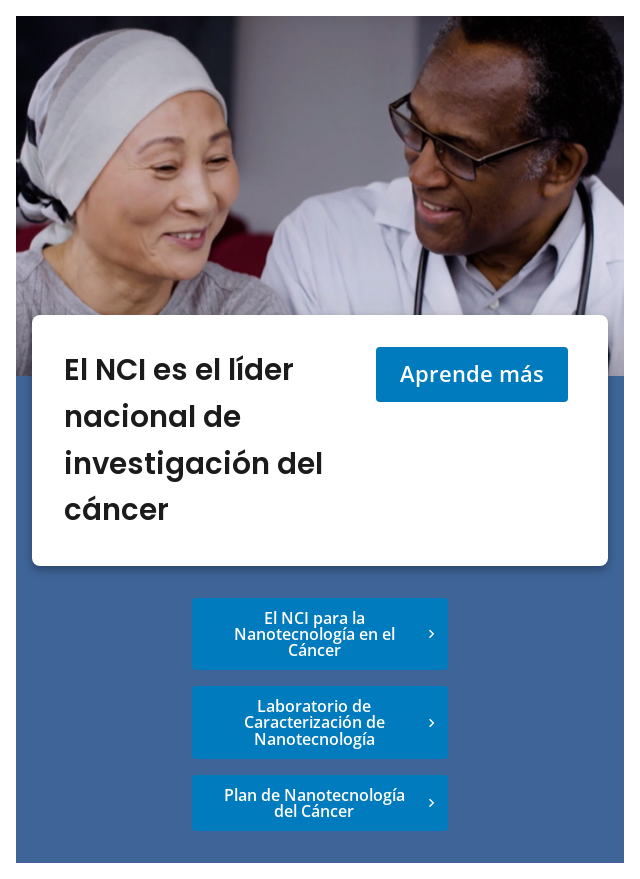 El NCI es el líder
nacional de
investigación del
cáncer
Aprende más
El NCI para la
Nanotecnología en el
Cáncer
Laboratorio de
Caracterización de
Nanotecnología
Plan de Nanotecnología
del Cáncer